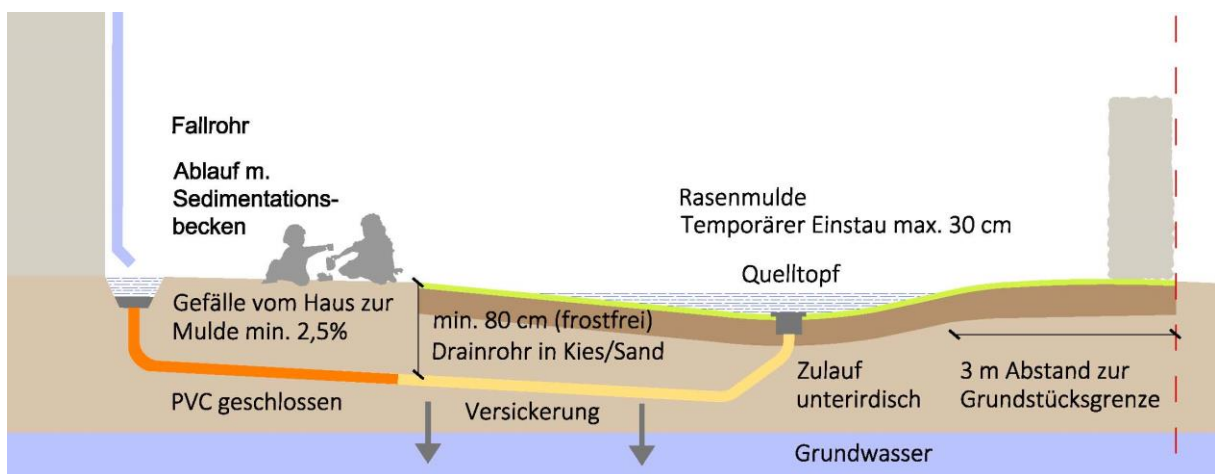 Fallrohr
Ablauf m.
Sedimentations-
becken
Rasenmulde
Temporärer Einstau max. 30 cm
Quelltopf
Gefälle vom Haus zur
Mulde min. 2,5%
min. 80 cm (frostfrei)
Drainrohr in Kies/Sand
PVC geschlossen
Versickerung
Zulauf
unterirdisch
3 m Abstand zur
Grundstücksgrenze
Grundwasser